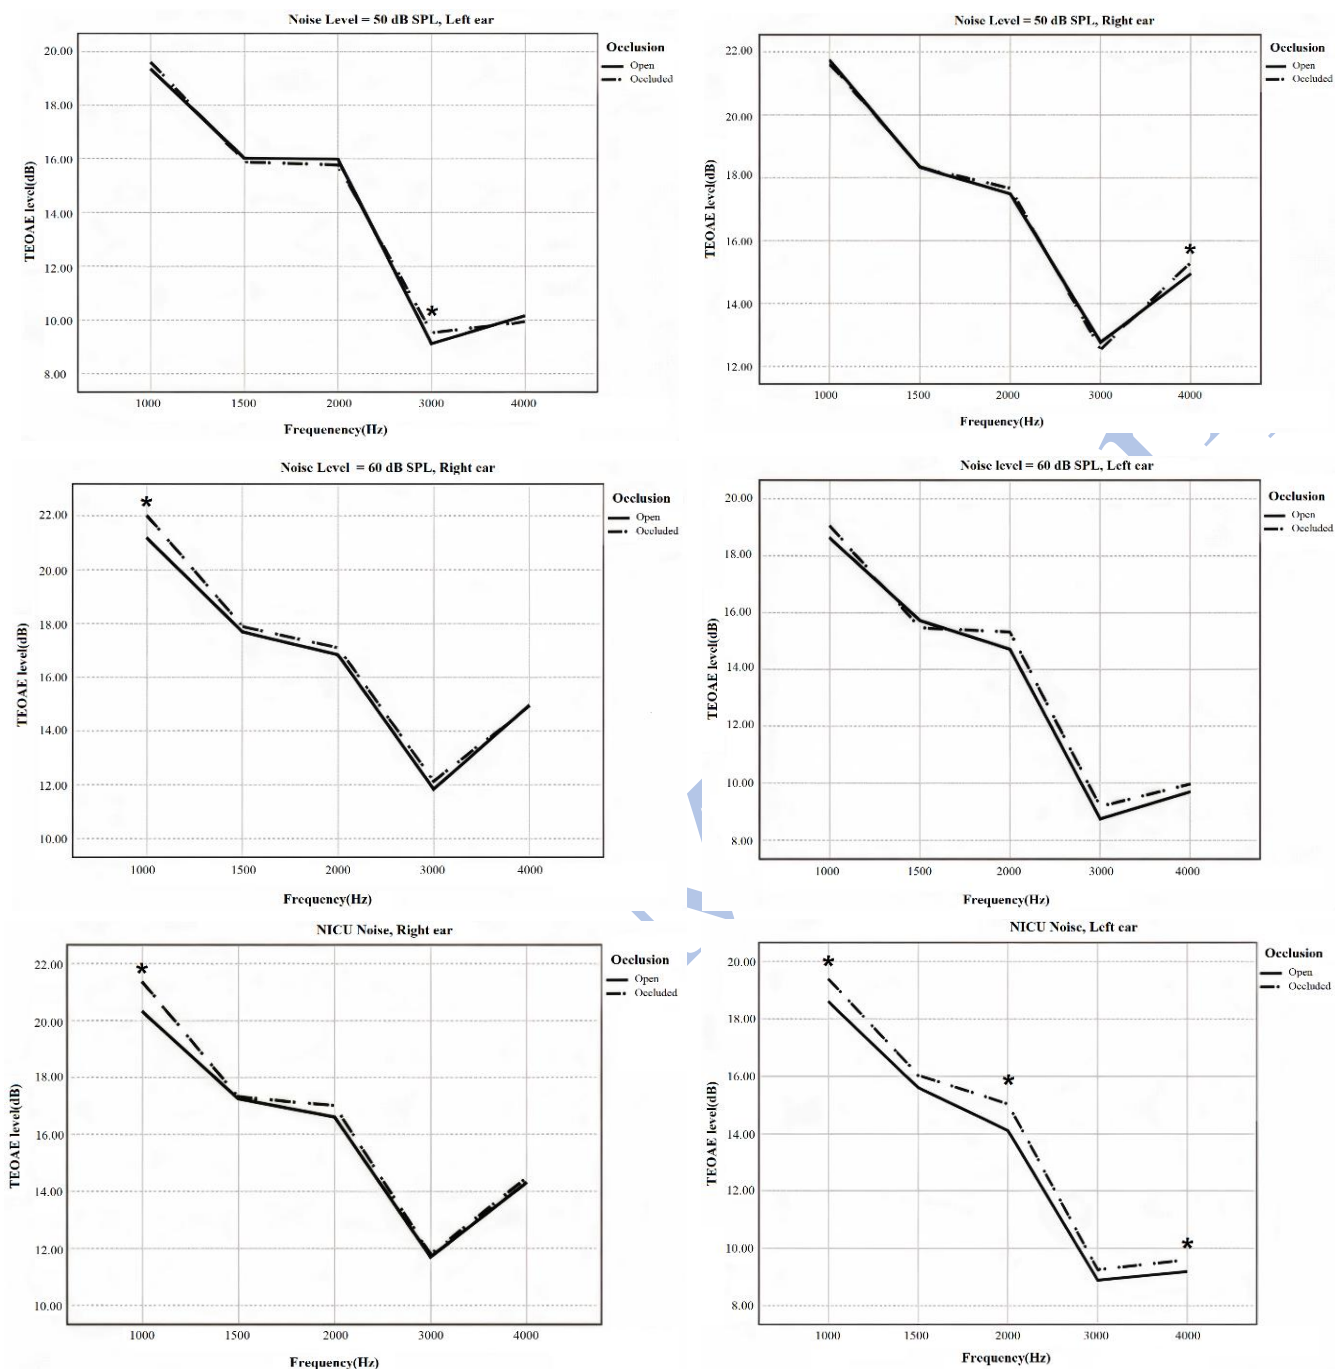 Noise Level = 50 dB SPL, Left ear
20.00
18.00
16.00
14.00
12.00
10.00
8.00
TEOAE level(dB)
*
1000 1500 2000 3000 4000
Frequenency(Hz)
Occlusion
Open
Occluded
Noise Level = 50 dB SPL, Right ear
22.00
20.00
18.00
16.00
14.00
12.00
TEOAE level(dB)
*
1000 1500 2000 3000 4000
Frequency(Hz)
Occlusion
Open
Occluded
Noise Level = 60 dB SPL, Right ear
22.00
20.00
18.00
16.00
14.00
12.00
10.00
TEOAE level(dB)
*
1000 1500 2000 3000 4000
Frequency(Hz)
Occlusion
Open
Occluded
Noise level = 60 dB SPL, Left ear
20.00
18.00
16.00
14.00
12.00
10.00
8.00
TEOAE level(dB)
1000 1500 2000 3000 4000
Frequency(Hz)
Occlusion
Open
Occluded
NICU Noise, Right ear
22.00
20.00
18.00
16.00
14.00
12.00
10.00
TEOAE level(dB)
*
1000 1500 2000 3000 4000
Frequency(Hz)
Occlusion
Open
Occluded
NICU Noise, Left ear
20.00
18.00
16.00
14.00
12.00
10.00
8.00
TEOAE level(dB)
*
*
*
1000 1500 2000 3000 4000
Frequency(Hz)
Occlusion
Open
Occluded